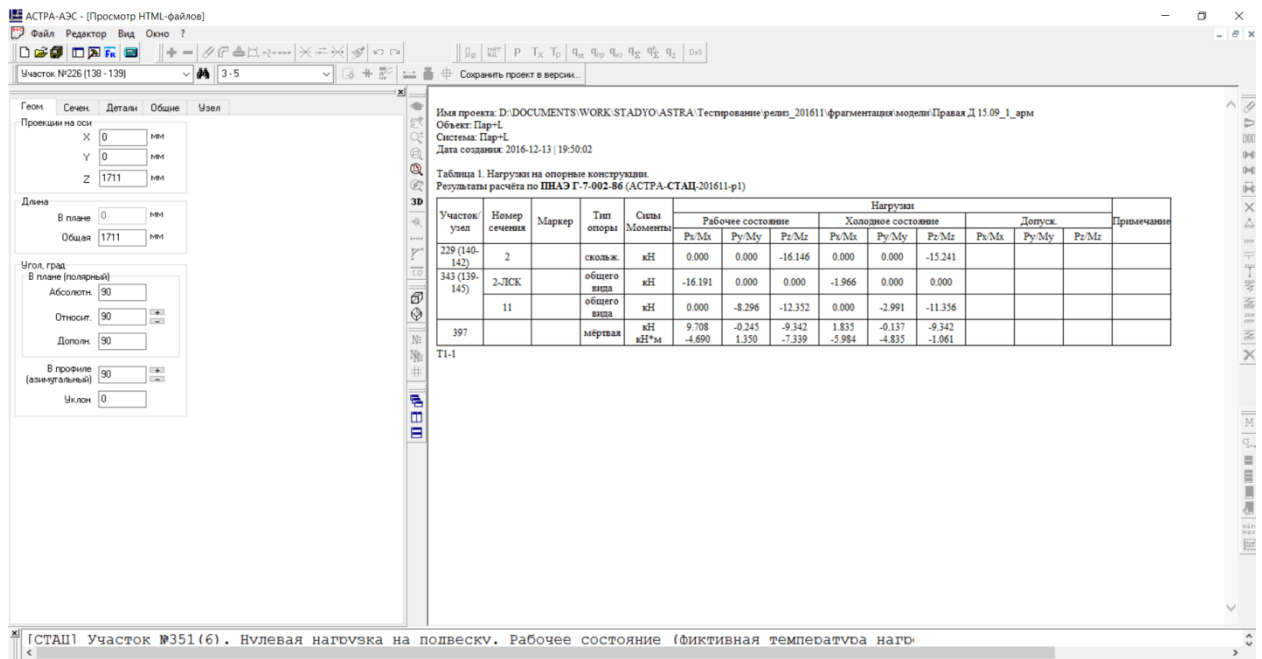 АСТРА-АЭС - [Просмотр HTML-файлов]
Файл Редактор Вид Окно ?
P Tx Tp DxS
Участок №226 (138 - 139) 3 - 5 Сохранить проект в версии...
Геом. Сечен. Детали Общие Узел
Проекции на оси
X 0 мм
Y 0 мм
Z 1711 мм
Длина
В плане 0 мм
Общая 1711 мм
Угол, град
В плане (полярный)
Абсолютн. 90
Относит. 90
Дополн. 90
В профиле
(азимутальный) 90
Уклон 0
3D
1.0
Имя проекта: D:\DOCUMENTS\WORK\STADYO\ASTRA\Тестирование\релиз_201611\фрагментация\модели\Правая Д 15.09_1_арм
Объект: Пар+L
Система: Пар+L
Дата создания: 2016-12-13 | 19:50:02
Таблица 1. Нагрузки на опорные конструкции.
Результаты расчёта по ПНАЭ Г-7-002-86 (АСТРА-СТАЦ-201611-р1)
Участок/узел Номер сечения Маркер Тип опоры Силы Моменты Нагрузки Примечание
Рабочее состояние Холодное состояние Допуск.
Px/Mx Py/My Pz/Mz Px/Mx Py/My Pz/Mz Px/Mx Py/My Pz/Mz
229 (140-142) 2 скольж. кН 0.000 0.000 -16.146 0.000 0.000 -15.241
343 (139-145) 2-ЛСК общего вида кН -16.191 0.000 0.000 -1.966 0.000 0.000
11 общего вида кН 0.000 -8.296 -12.352 0.000 -2.991 -11.356
397 мёртвая кН 9.708 -0.245 -9.342 1.835 -0.137 -9.342
кН*м -4.690 1.350 -7.339 -5.984 -4.835 -1.061
T1-1
[СТАЦ] Участок №351(6). Нулевая нагрузка на подвеску. Рабочее состояние (фиктивная температура нагр